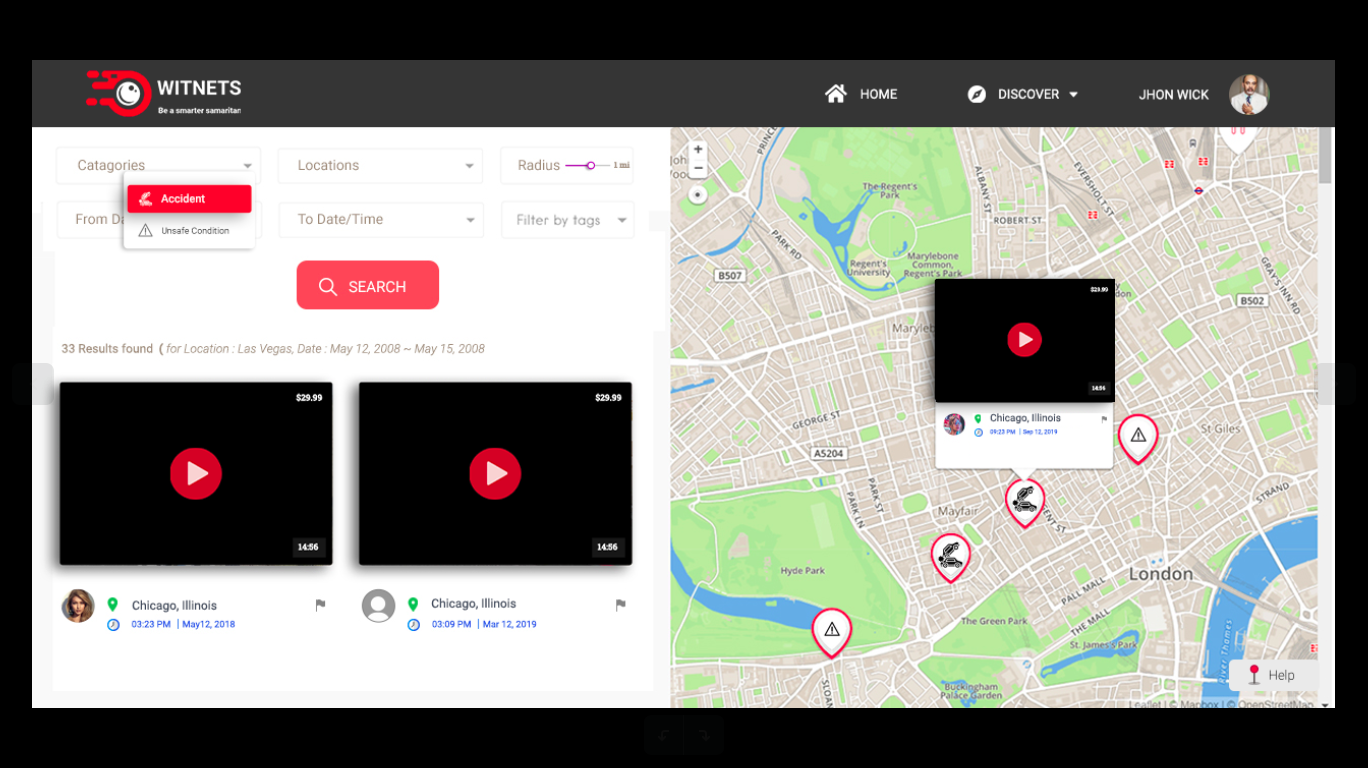 WITNETS
Be a smarter samaritan
HOME
DISCOVER
JHON WICK
Catagories
Locations
Radius
1 mi
Accident
Unsafe Condition
From Da
To Date/Time
Filter by tags
SEARCH
33 Results found ( for Location : Las Vegas, Date : May 12, 2008 ~ May 15, 2008
$29.99
14:56
$29.99
14:56
Chicago, Illinois
03:23 PM | May12, 2018
Chicago, Illinois
03:09 PM | Mar 12, 2019
+
−
The Regent's
Park
ALBANY ST
EVERSHOLT ST
ROBERT ST
PARK RD
Regent's
University
Marylebone
Common,
Regent's Park
B507
GRAY'S INN RD
B502
$29.99
14:56
Chicago, Illinois
09:23 PM | Sep 12, 2019
GEORGE ST
A5204
St Giles
PARK ST
PARK LN
Mayfair
STRAND
Hyde Park
London
PALL MALL
THE MALL
The Green Park
St. James's Park
River Thames
Buckingham
Palace Garden
Help
Leaflet | © Mapbox | © OpenStreetMap